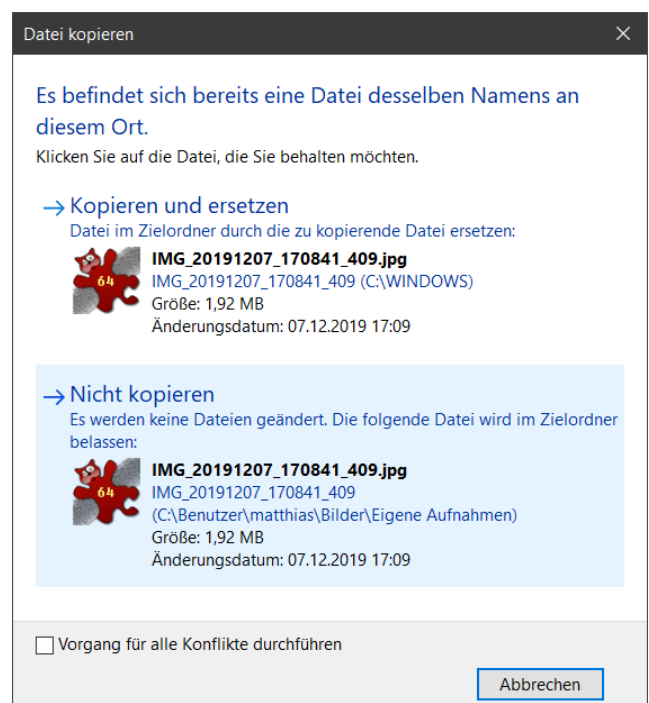 Datei kopieren
Es befindet sich bereits eine Datei desselben Namens an
diesem Ort.
Klicken Sie auf die Datei, die Sie behalten möchten.
Kopieren und ersetzen
Datei im Zielordner durch die zu kopierende Datei ersetzen:
64
IMG_20191207_170841_409.jpg
IMG_20191207_170841_409 (C:\WINDOWS)
Größe: 1,92 MB
Änderungsdatum: 07.12.2019 17:09
Nicht kopieren
Es werden keine Dateien geändert. Die folgende Datei wird im Zielordner
belassen:
64
IMG_20191207_170841_409.jpg
IMG_20191207_170841_409
(C:\Benutzer\matthias\Bilder\Eigene Aufnahmen)
Größe: 1,92 MB
Änderungsdatum: 07.12.2019 17:09
Vorgang für alle Konflikte durchführen
Abbrechen